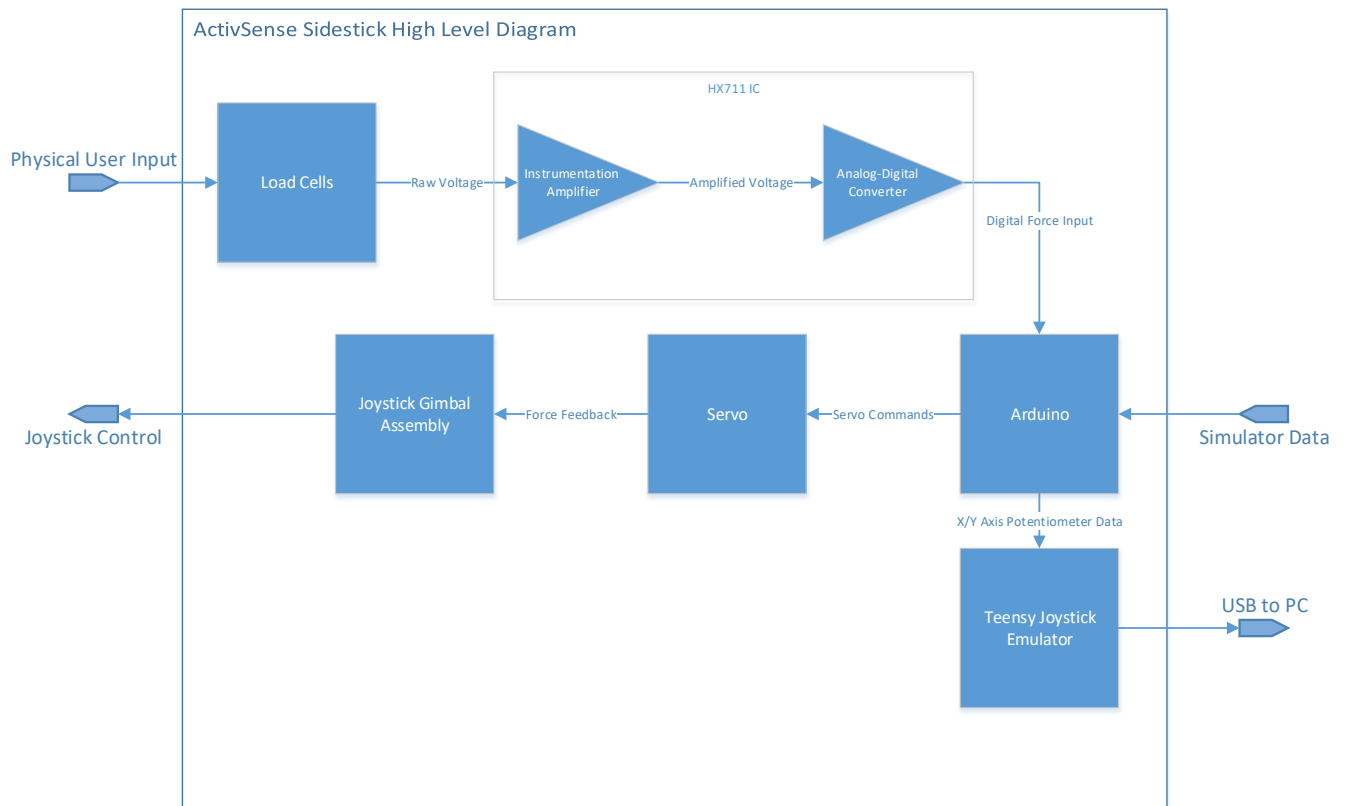 ActivSense Sidestick High Level Diagram
HX711 IC
Physical User Input
Load Cells
Raw Voltage
Instrumentation
Amplifier
Amplified Voltage
Analog-Digital
Converter
Digital Force Input
Joystick Control
Joystick Gimbal
Assembly
Force Feedback
Servo
Servo Commands
Arduino
Simulator Data
X/Y Axis Potentiometer Data
Teensy Joystick
Emulator
USB to PC